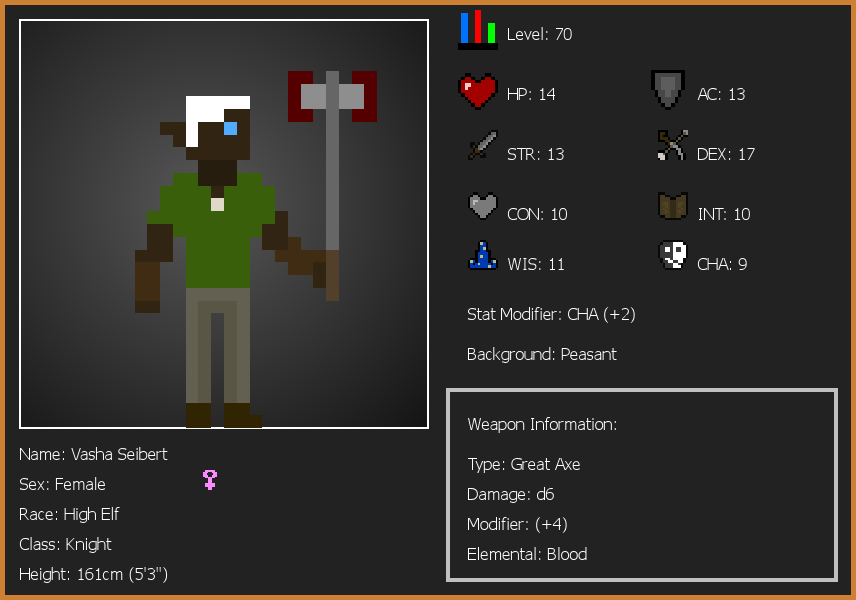 Level: 70
HP: 14
AC: 13
STR: 13
DEX: 17
CON: 10
INT: 10
WIS: 11
CHA: 9
Stat Modifier: CHA (+2)
Background: Peasant
Weapon Information:
Type: Great Axe
Damage: d6
Modifier: (+4)
Elemental: Blood
Name: Vasha Seibert
Sex: Female
Race: High Elf
Class: Knight
Height: 161cm (5'3")